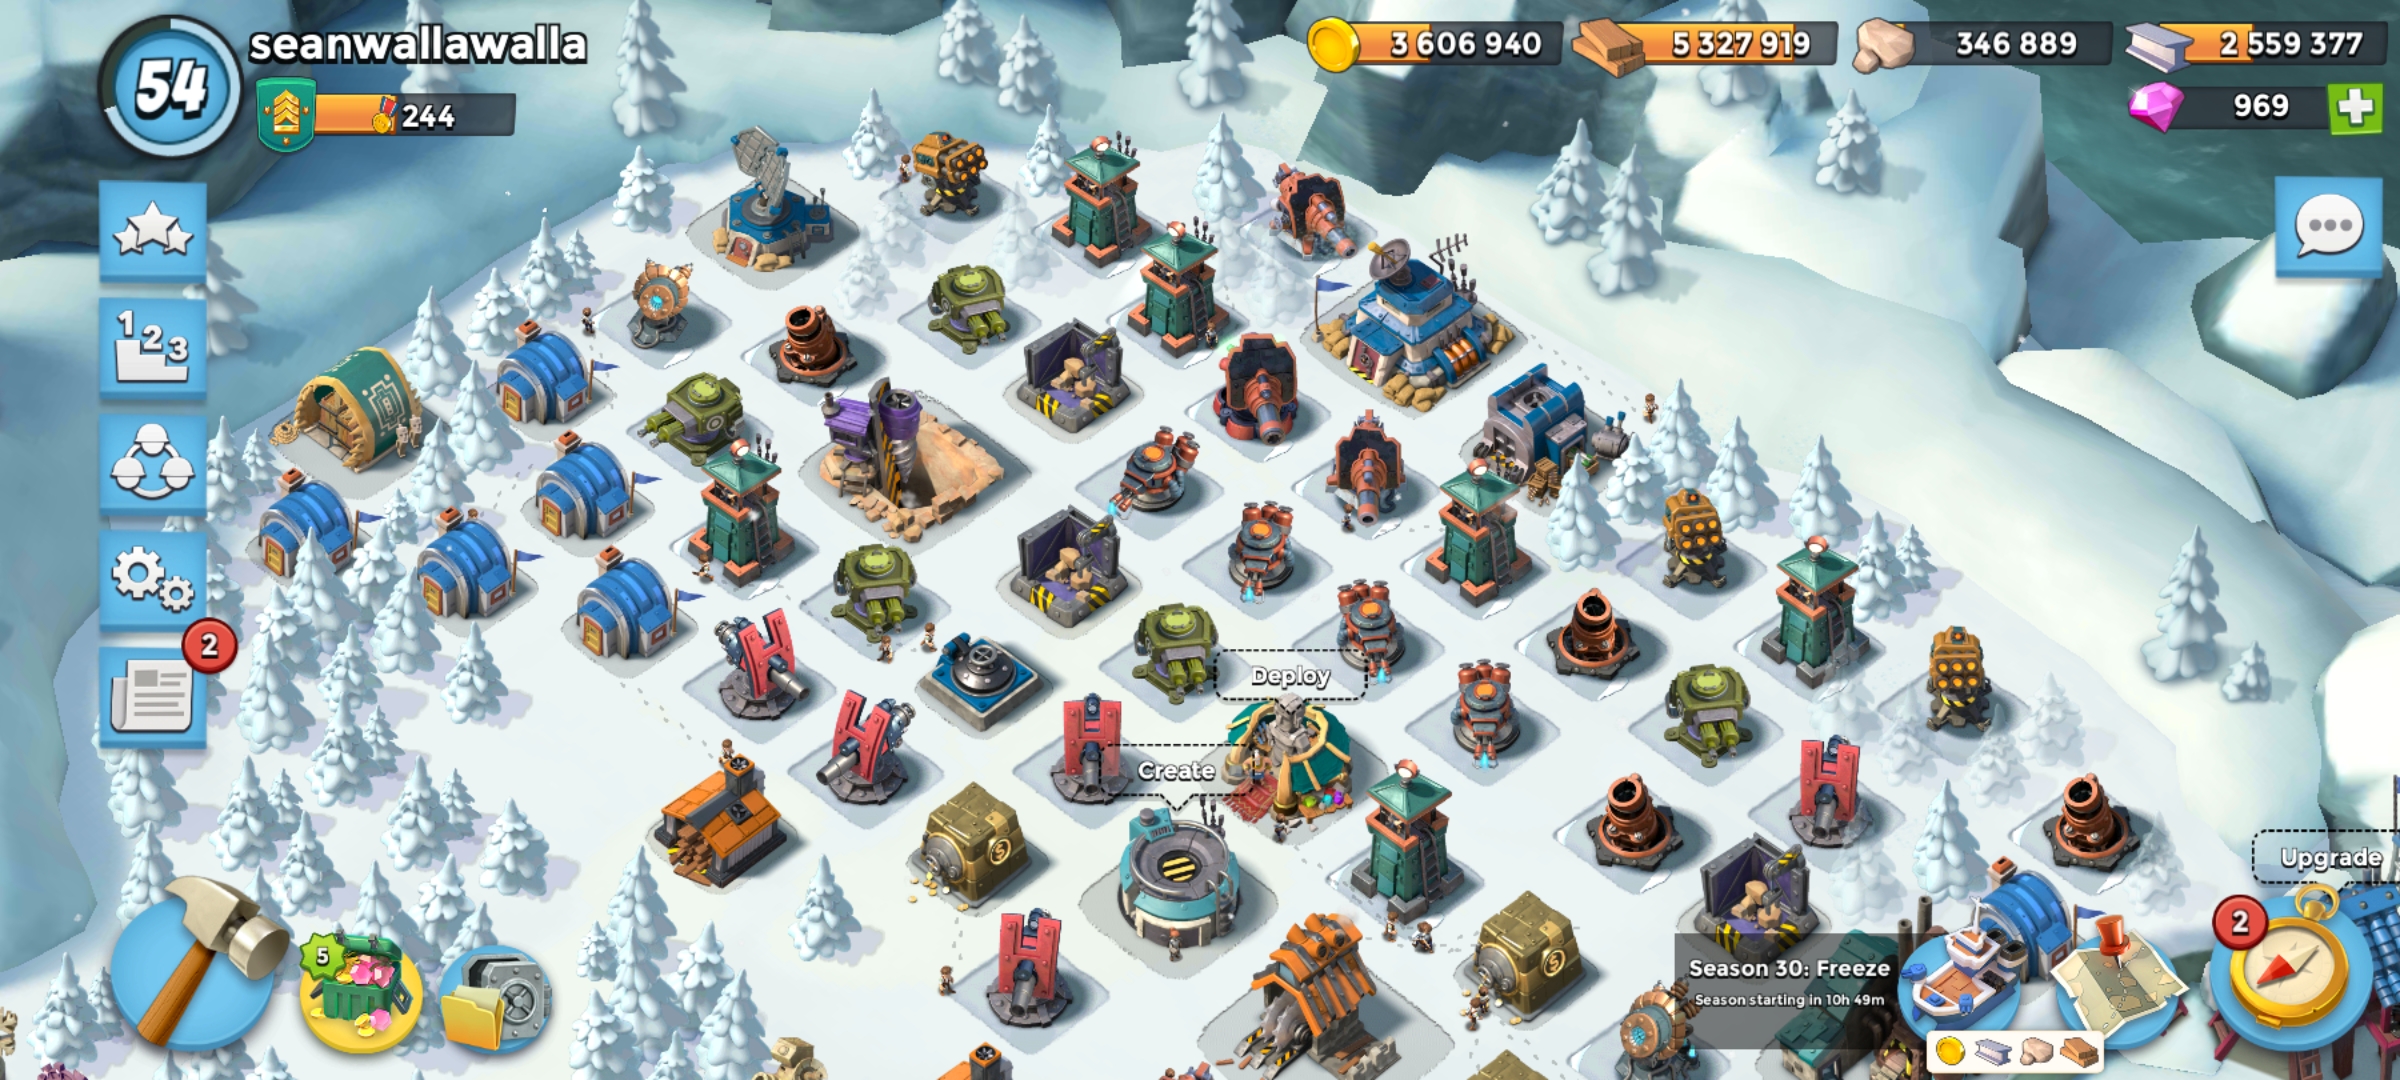 54
seanwallawalla
244
3 606 940
5 327 919
346 889
2 559 377
969
1 2 3
2
Deploy
Create
Upgrade
5
2
Season 30: Freeze
Season starting in 10h 49m